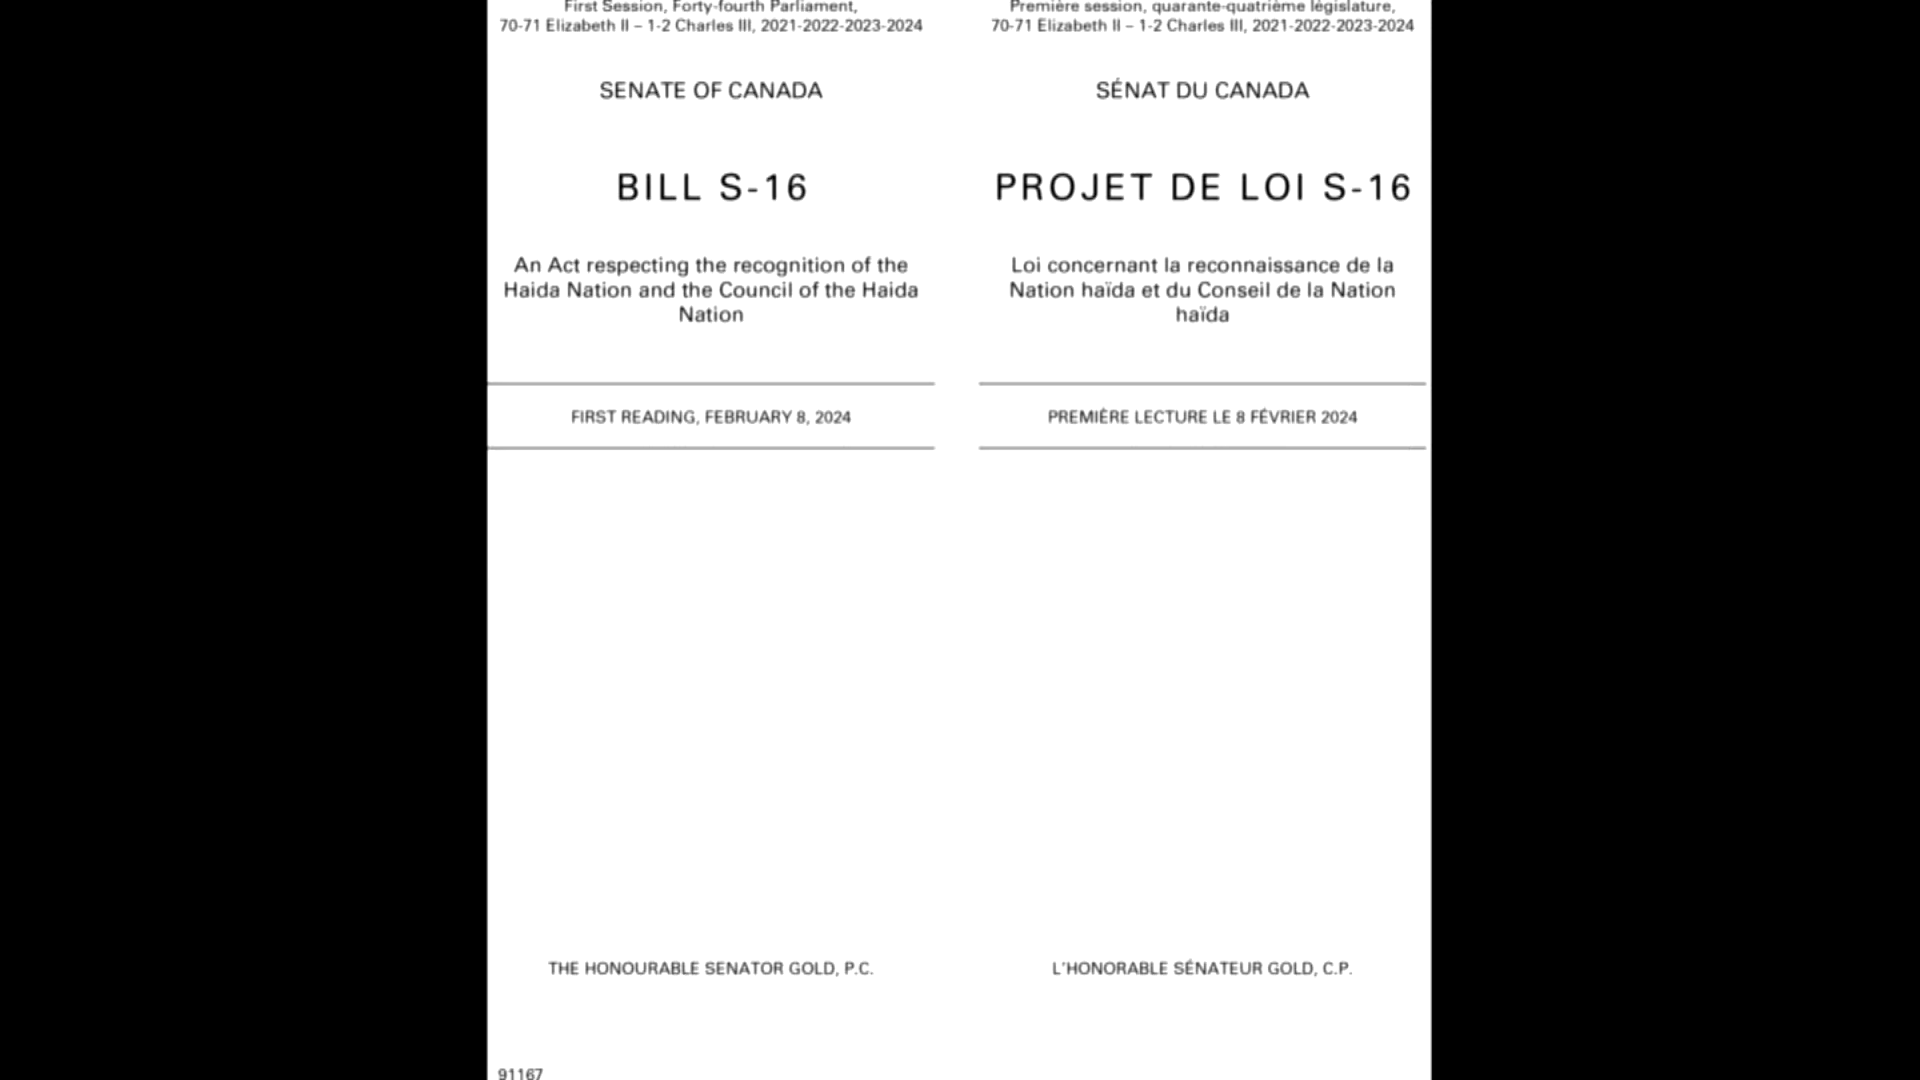 First Session, Forty-fourth Parliament,
70-71 Elizabeth II – 1-2 Charles III, 2021-2022-2023-2024
SENATE OF CANADA
BILL S-16
An Act respecting the recognition of the
Haida Nation and the Council of the Haida
Nation
FIRST READING, FEBRUARY 8, 2024
THE HONOURABLE SENATOR GOLD, P.C.
91167
Première session, quarante-quatrième législature,
70-71 Elizabeth II – 1-2 Charles III, 2021-2022-2023-2024
SÉNAT DU CANADA
PROJET DE LOI S-16
Loi concernant la reconnaissance de la
Nation haïda et du Conseil de la Nation
haïda
PREMIÈRE LECTURE LE 8 FÉVRIER 2024
L'HONORABLE SÉNATEUR GOLD, C.P.